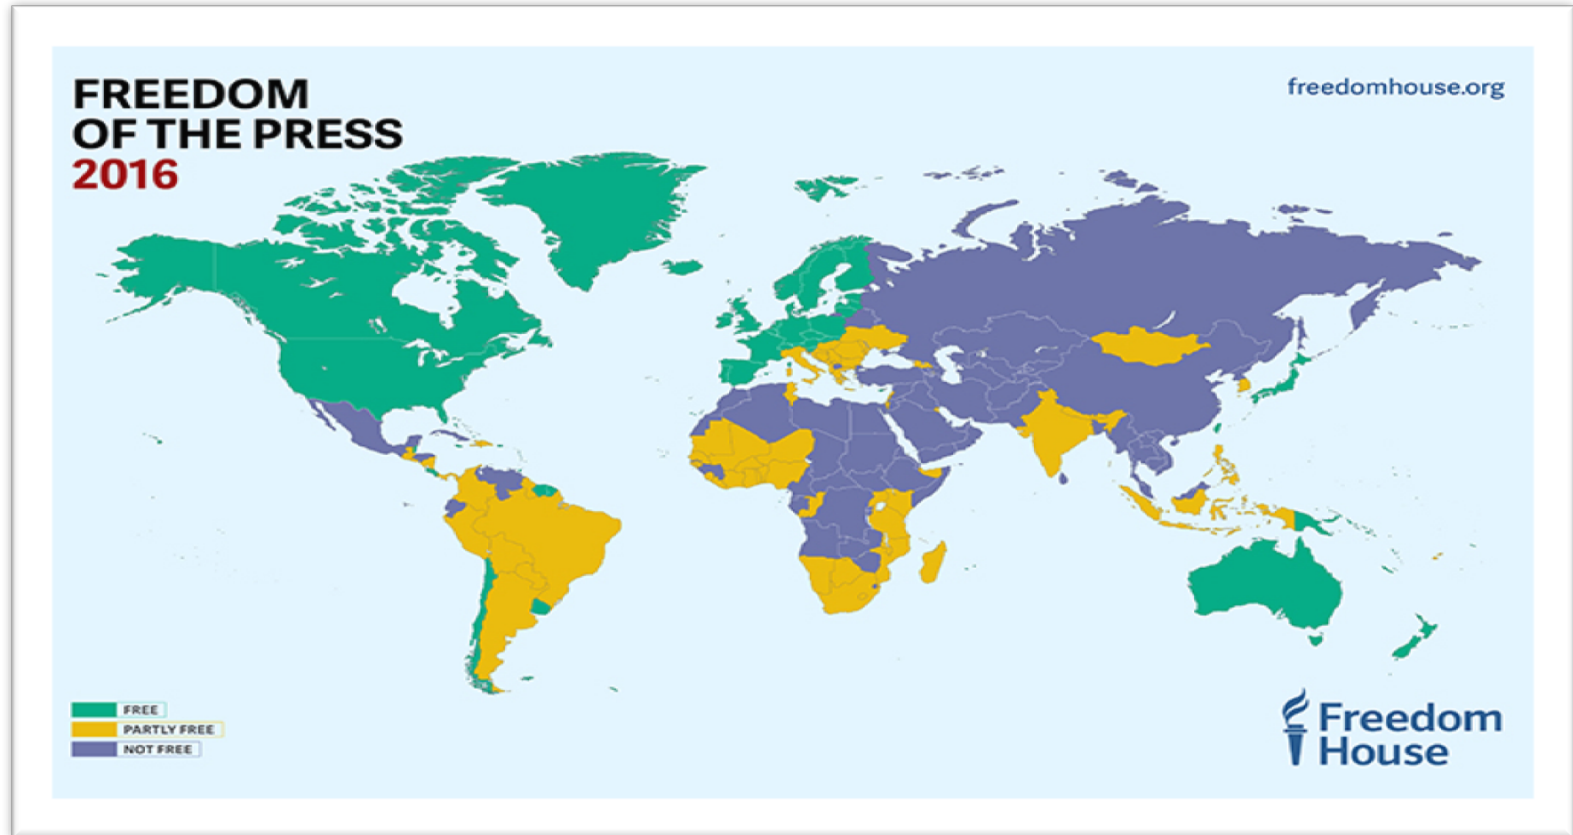 FREEDOM
OF THE PRESS
2016
freedomhouse.org
FREE
PARTLY FREE
NOT FREE
Freedom
House